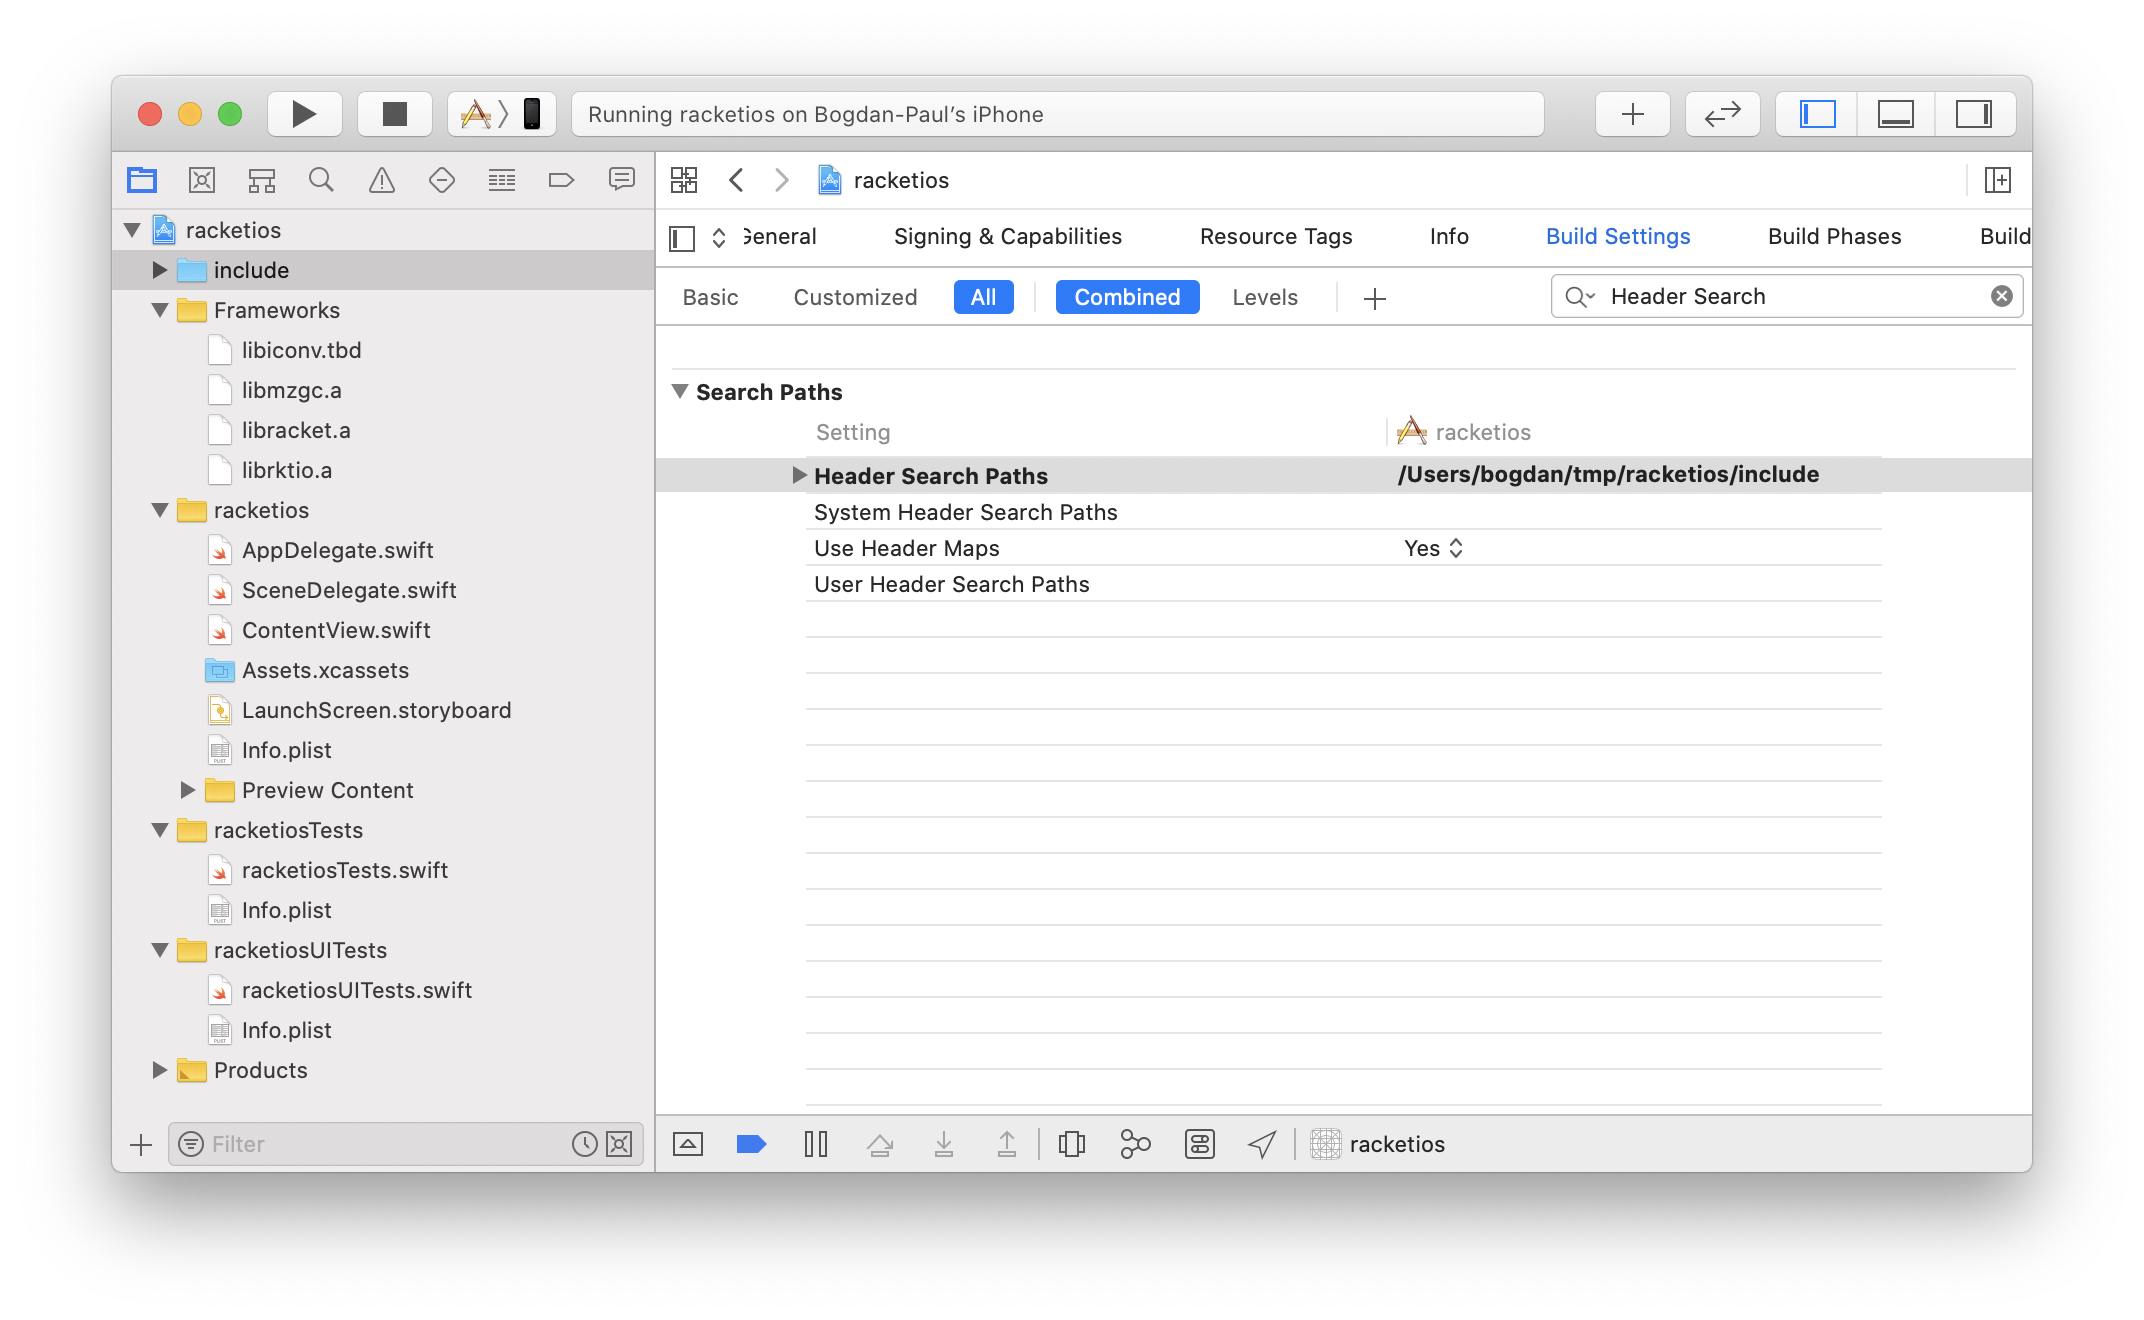 Running racketios on Bogdan-Paul’s iPhone
racketios
include
Frameworks
libiconv.tbd
libmzgc.a
libracket.a
librktio.a
racketios
AppDelegate.swift
SceneDelegate.swift
ContentView.swift
Assets.xcassets
LaunchScreen.storyboard
Info.plist
Preview Content
racketiosTests
racketiosTests.swift
Info.plist
racketiosUITests
racketiosUITests.swift
Info.plist
Products
Filter
racketios
General Signing & Capabilities Resource Tags Info Build Settings Build Phases Build
Basic Customized All Combined Levels Header Search
Search Paths
Setting racketios
Header Search Paths /Users/bogdan/tmp/racketios/include
System Header Search Paths
Use Header Maps Yes
User Header Search Paths
racketios